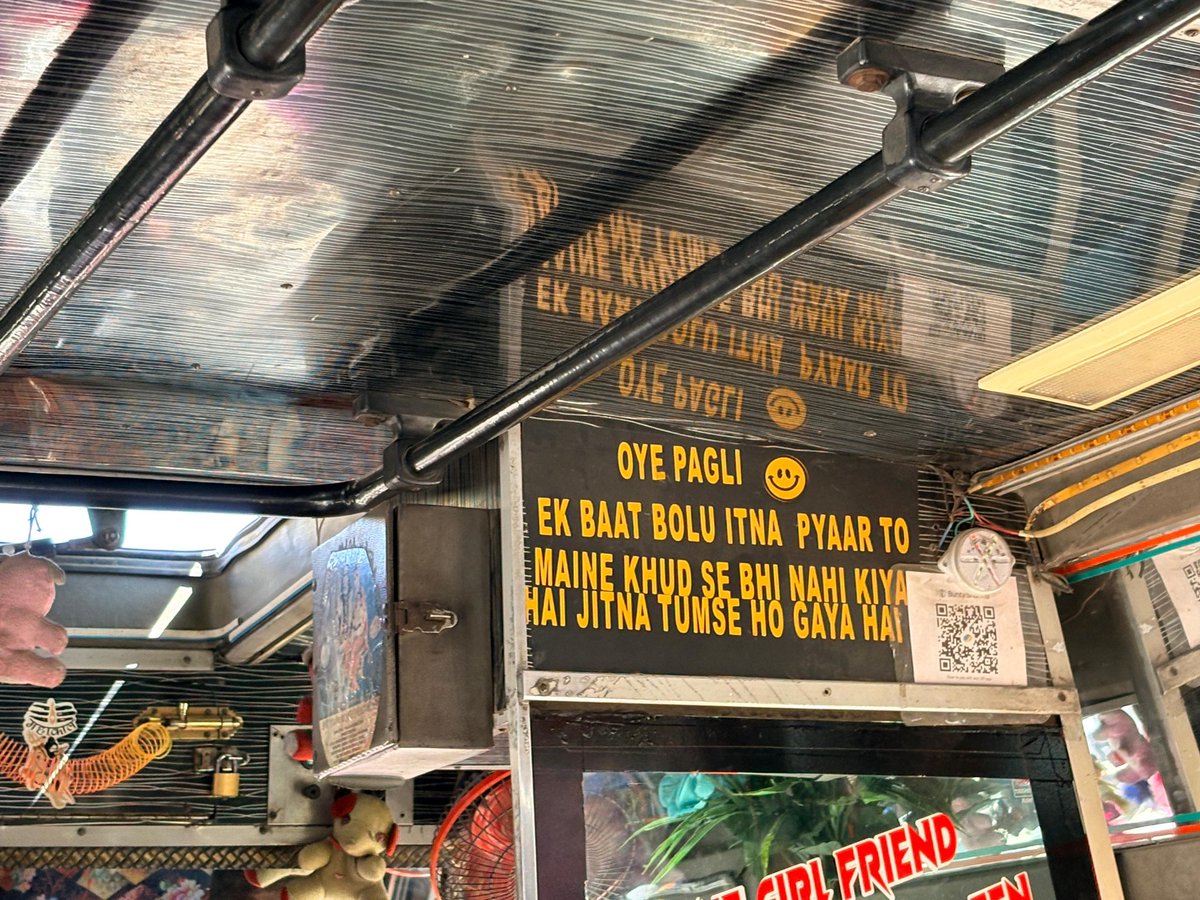 OYE PAGLI
EK BAAT BOLU ITNA PYAAR TO
MAINE KHUD SE BHI NAHI KIYA
HAI JITNA TUMSE HO GAYA HAI
GIRL FRIEND